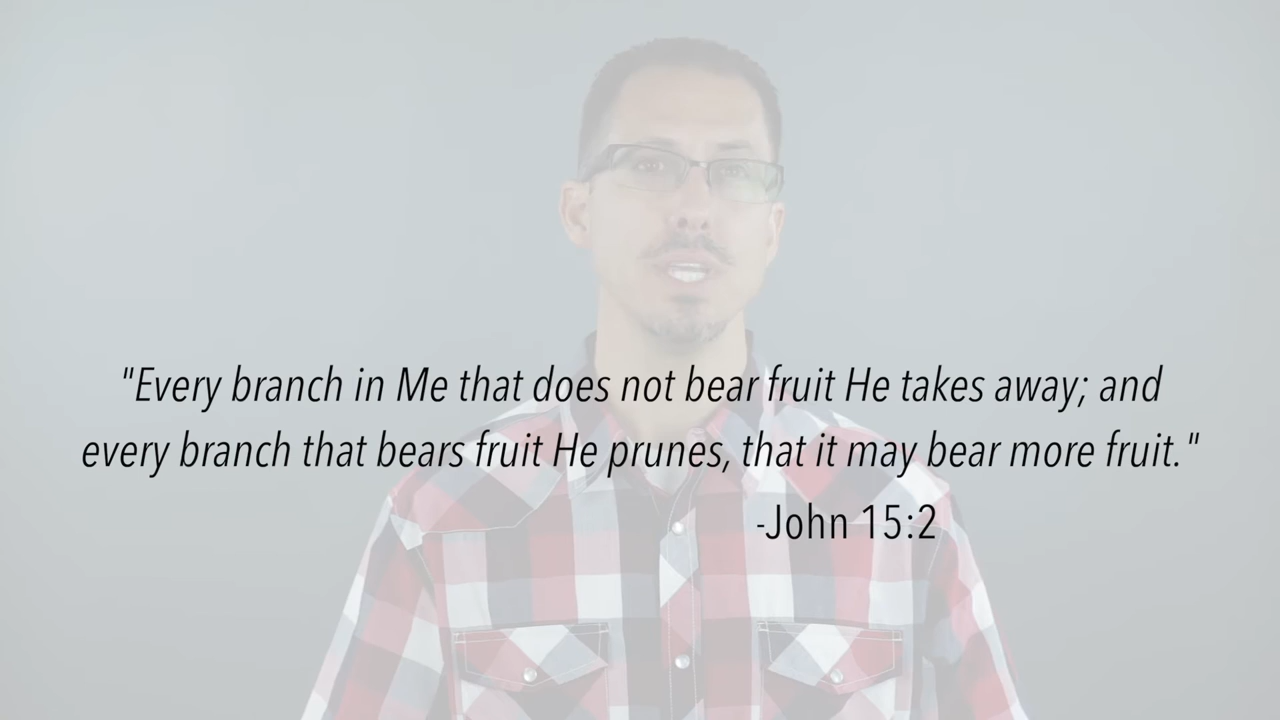 "Every branch in Me that does not bear fruit He takes away; and
every branch that bears fruit He prunes, that it may bear more fruit."
-John 15:2